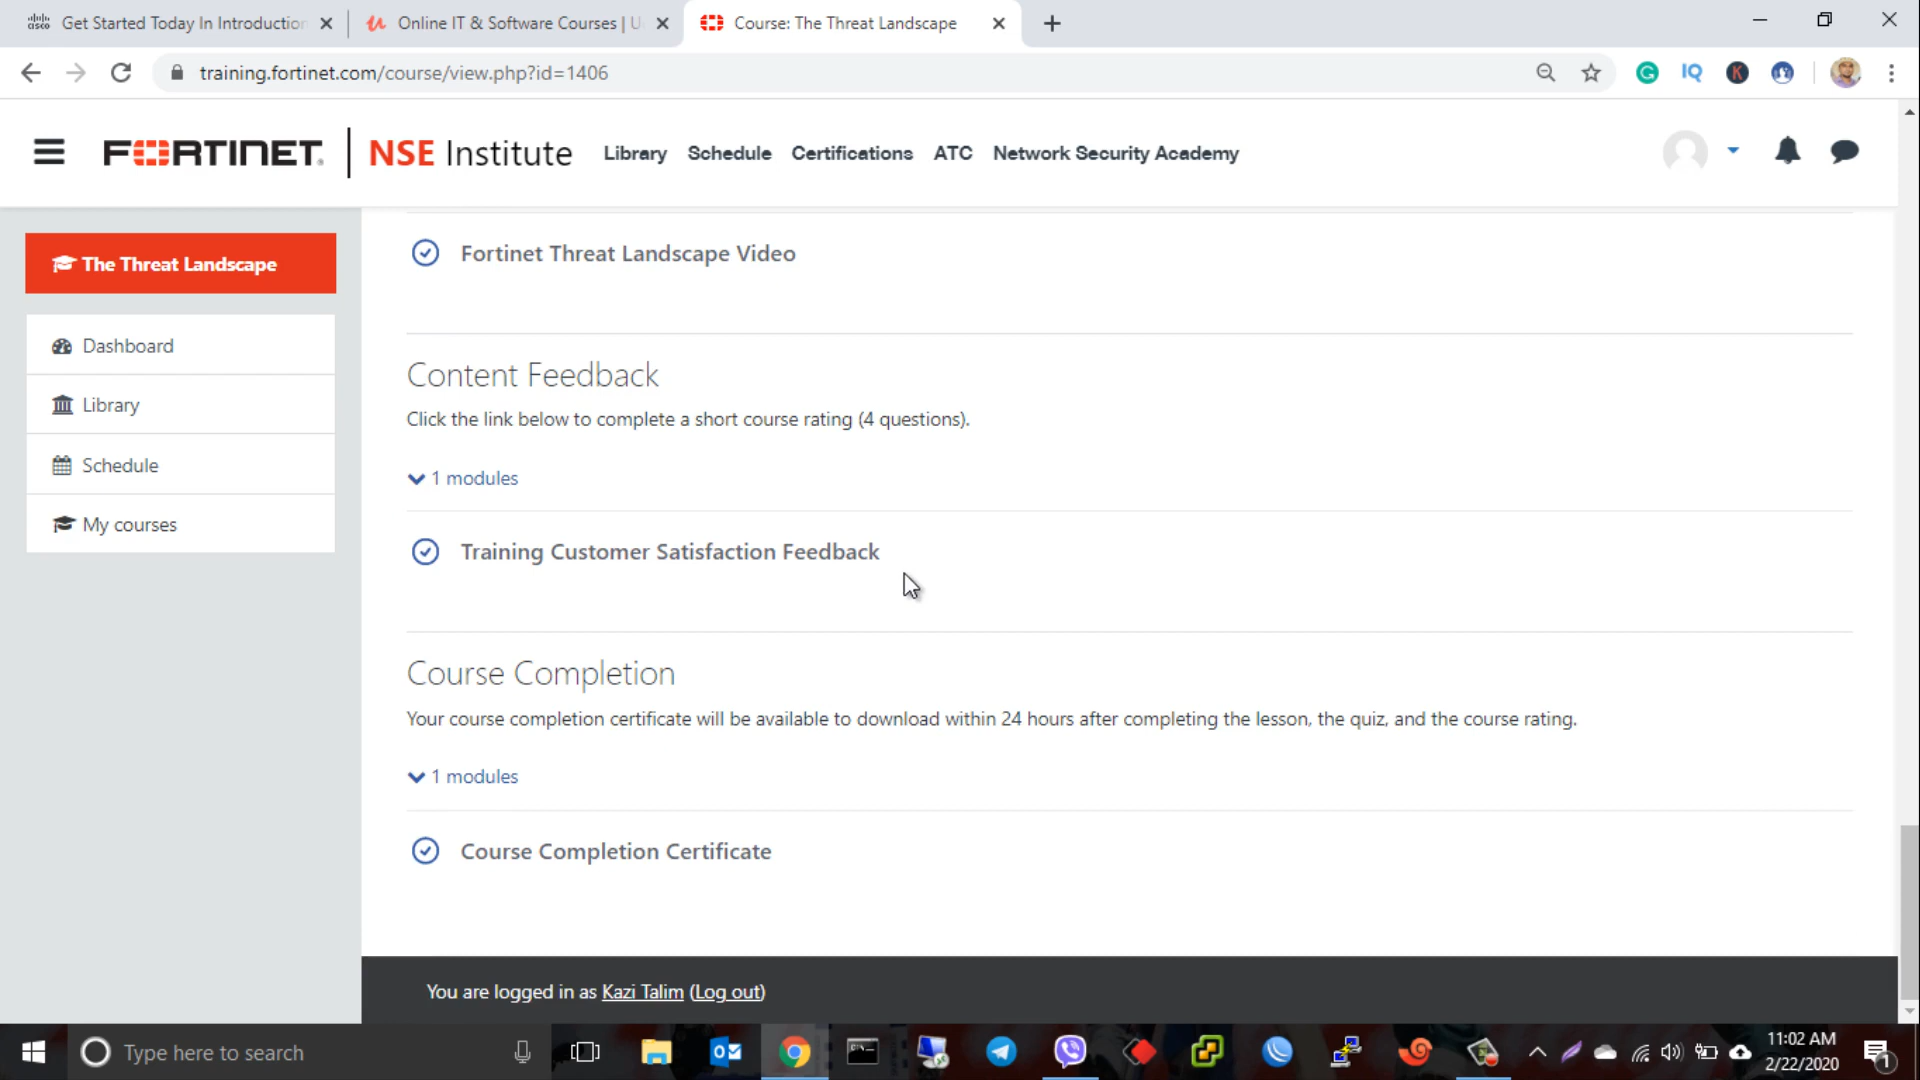 Get Started Today In Introduction
Online IT & Software Courses | U
Course: The Threat Landscape
training.fortinet.com/course/view.php?id=1406
FORTINET
NSE Institute
Library
Schedule
Certifications
ATC
Network Security Academy
The Threat Landscape
Dashboard
Library
Schedule
My courses
Fortinet Threat Landscape Video
Content Feedback
Click the link below to complete a short course rating (4 questions).
1 modules
Training Customer Satisfaction Feedback
Course Completion
Your course completion certificate will be available to download within 24 hours after completing the lesson, the quiz, and the course rating.
1 modules
Course Completion Certificate
You are logged in as Kazi Talim (Log out)
Type here to search
11:02 AM
2/22/2020
1